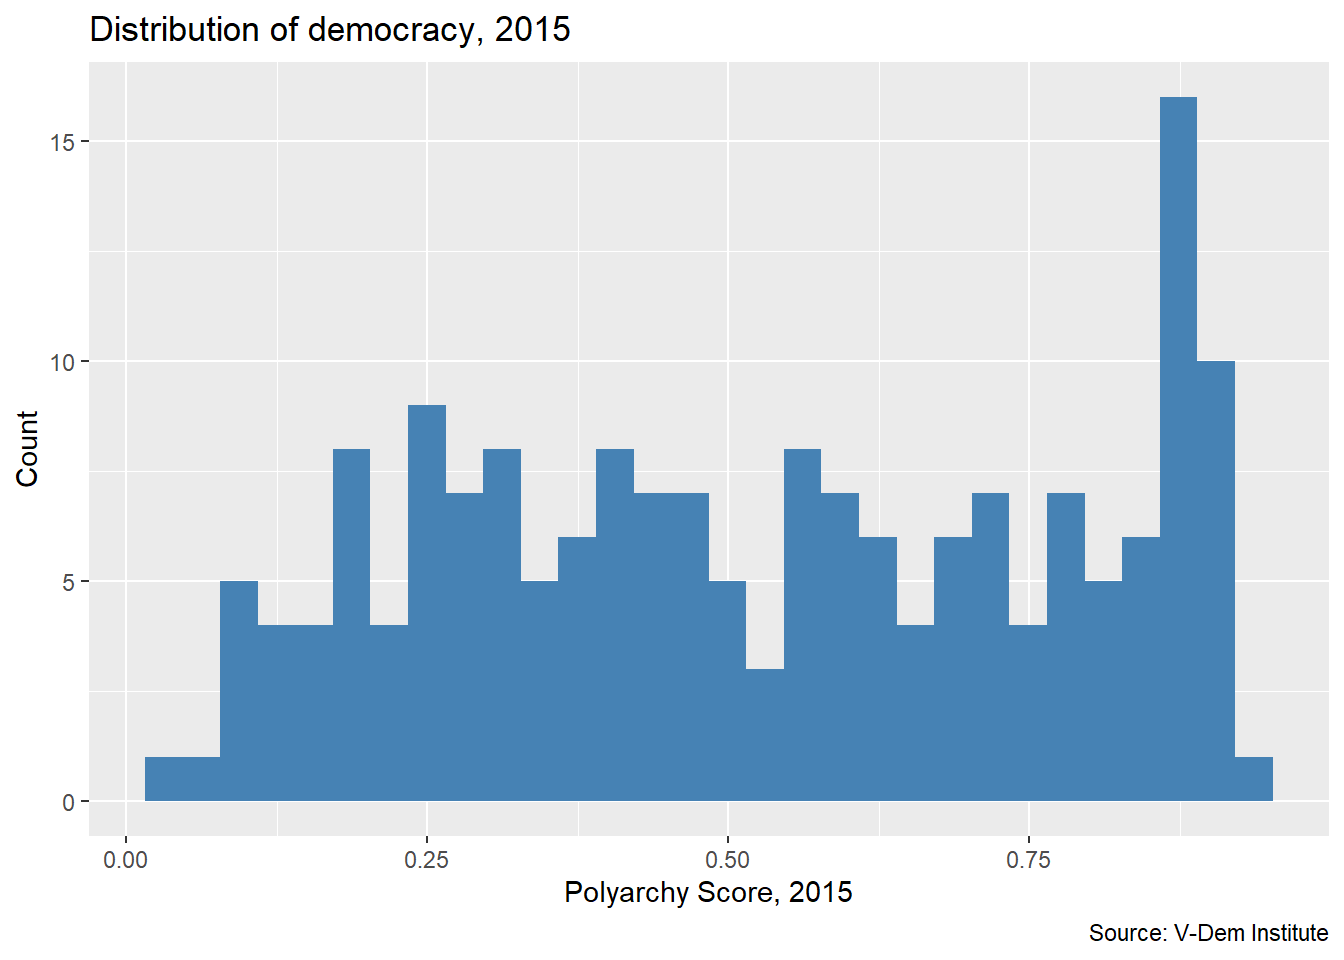 Distribution of democracy, 2015
15
10
5
0
Count
0.00 0.25 0.50 0.75
Polyarchy Score, 2015
Source: V-Dem Institute